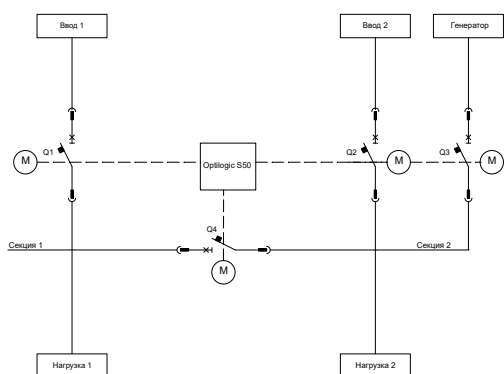 Ввод 1
Ввод 2
Генератор
Q1
Q2
Q3
M
Optilogic S50
M
M
Q4
Секция 1
Секция 2
M
Нагрузка 1
Нагрузка 2